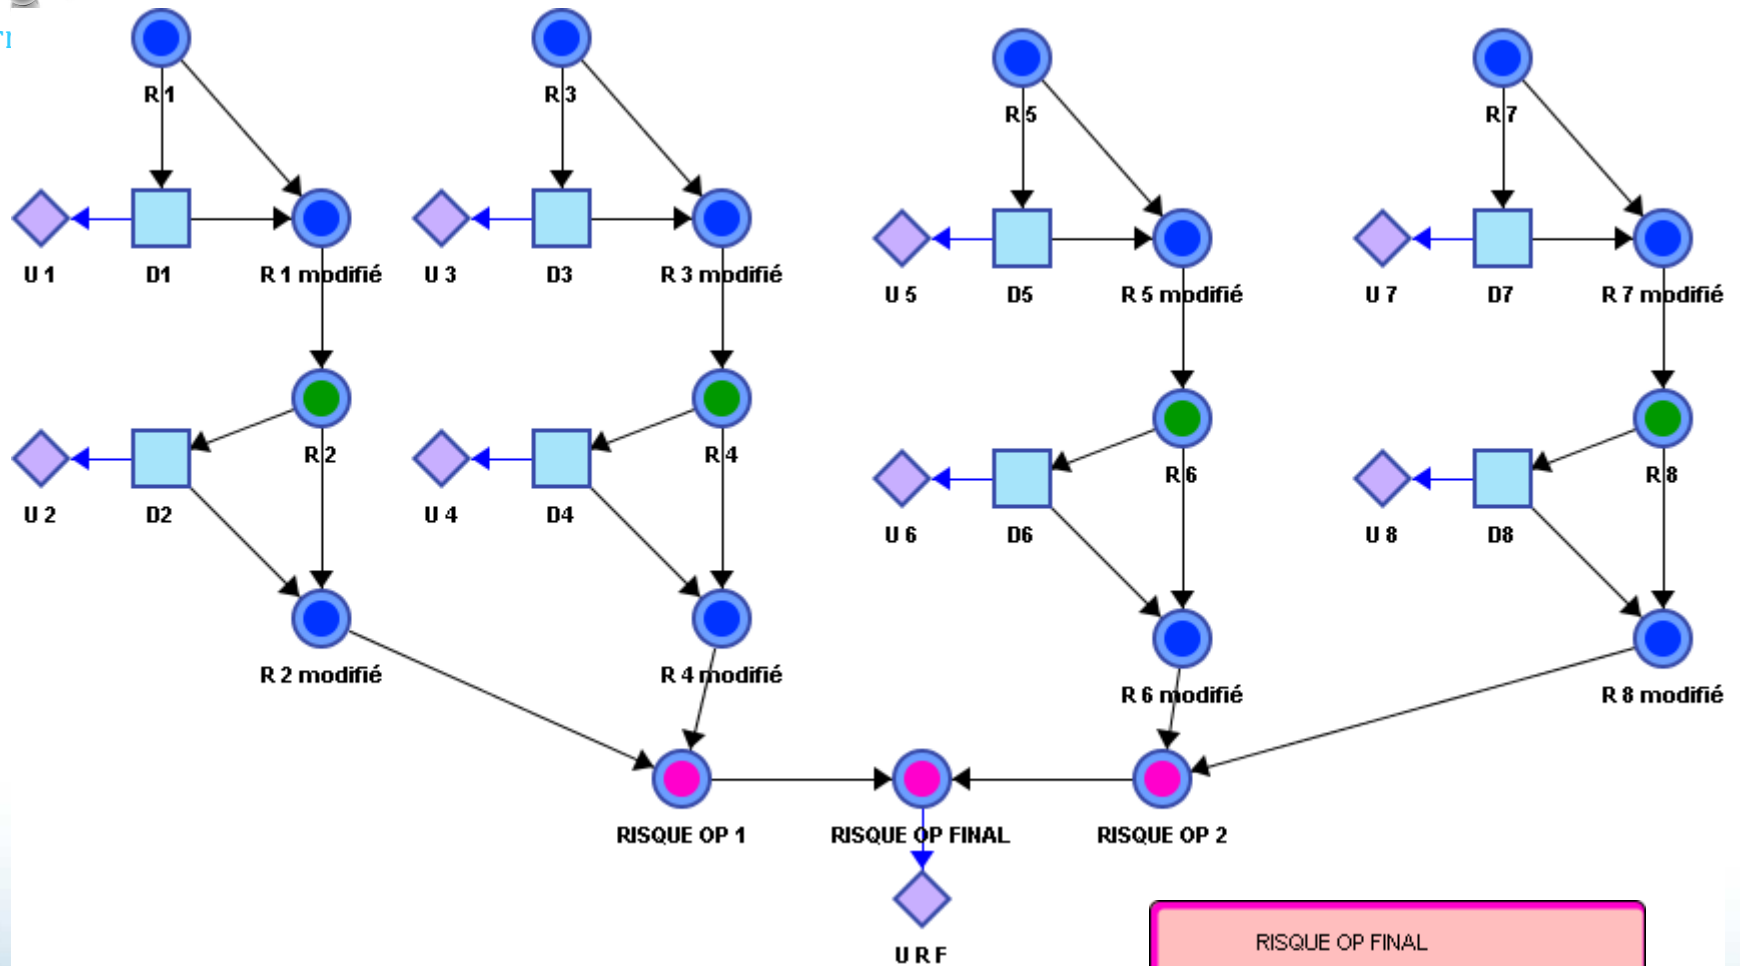 R 1
R 3
R 5
R 7
U 1
D1
R 1 modifié
U 3
D3
R 3 modifié
U 5
D5
R 5 modifié
U 7
D7
R 7 modifié
R 2
R 4
R 6
R 8
U 2
D2
U 4
D4
U 6
D6
U 8
D8
R 2 modifié
R 4 modifié
R 6 modifié
R 8 modifié
RISQUE OP 1
RISQUE OP FINAL
RISQUE OP 2
U R F
RISQUE OP FINAL